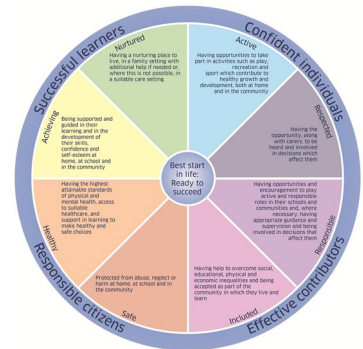 Successful learners
Confident individuals
Nurtured
Having a nurturing place to
live, in a family setting with
additional help if needed or,
where this is not possible, in
a suitable care setting
Active
Having opportunities to take
part in activities such as play,
recreation and
sport which contribute to
healthy growth and
development, both at home
and in the community
Achieving
Being supported and
guided in their
learning and in the
development of
their skills,
confidence and
self-esteem at
home, at school and
in the community
Respected
Having the
opportunity, along
with carers, to be
heard and involved
in decisions which
affect them
Best start
in life:
Ready to
succeed
Healthy
Having the highest
attainable standards
of physical and
mental health, access
to suitable
healthcare, and
support in learning to
make healthy and
safe choices
Responsible
Having opportunities and
encouragement to play
active and responsible
roles in their schools and
communities and, where
necessary, having
appropriate guidance and
supervision and being
involved in decisions that
affect them
Safe
Protected from abuse, neglect or
harm at home, at school and in
the community
Included
Having help to overcome social,
educational, physical and
economic inequalities and being
accepted as part of the
community in which they live and
learn
Responsible citizens
Effective contributors